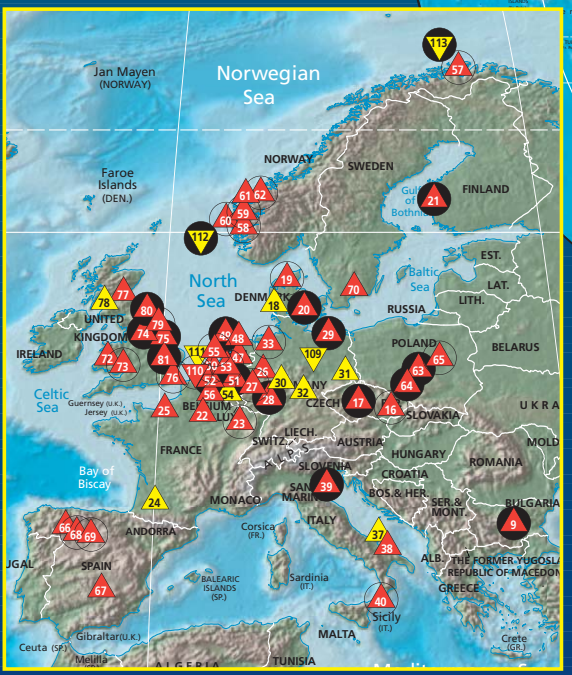 113
57
Jan Mayen
(NORWAY)
Norwegian
Sea
NORWAY
SWEDEN
FINLAND
Faroe
Islands
(DEN.)
61
62
60
59
58
Gulf
of
Bothnia
21
112
EST.
19
North
Sea
Baltic
Sea
LAT.
LITH.
77
78
DENMARK
18
20
70
RUSSIA
UNITED
KINGDOM
80
79
74
75
49
48
33
29
IRELAND
72
73
81
111
55
47
109
POLAND
65
BELARUS
76
110
53
52
51
26
27
30
NY
31
63
64
Celtic
Sea
Guernsey (U.K.)
Jersey (U.K.)
56
54
28
32
CZECH
17
16
SLOVAKIA
U K R A
25
22
BELGIUM
LUX.
23
FRANCE
LIECH.
SWITZ.
AUSTRIA
HUNGARY
MOLD
A L P S
SLOVENIA
CROATIA
ROMANIA
Bay of
Biscay
24
MONACO
SAN
MARINO
39
BOS.& HER.
SER.&
MONT.
BULGARIA
9
66
68
69
ANDORRA
Corsica
(FR.)
ITALY
37
38
ALB.
THE FORMER YUGOSLA
REPUBLIC OF MACEDON
UGAL
SPAIN
67
BALEARIC
ISLANDS
(SP.)
Sardinia
(IT.)
GREECE
40
Sicily
(IT.)
Gibraltar(U.K.)
MALTA
Ceuta (SP.)
Melilla
Crete
(GR.)
A L G E R I A
TUNISIA